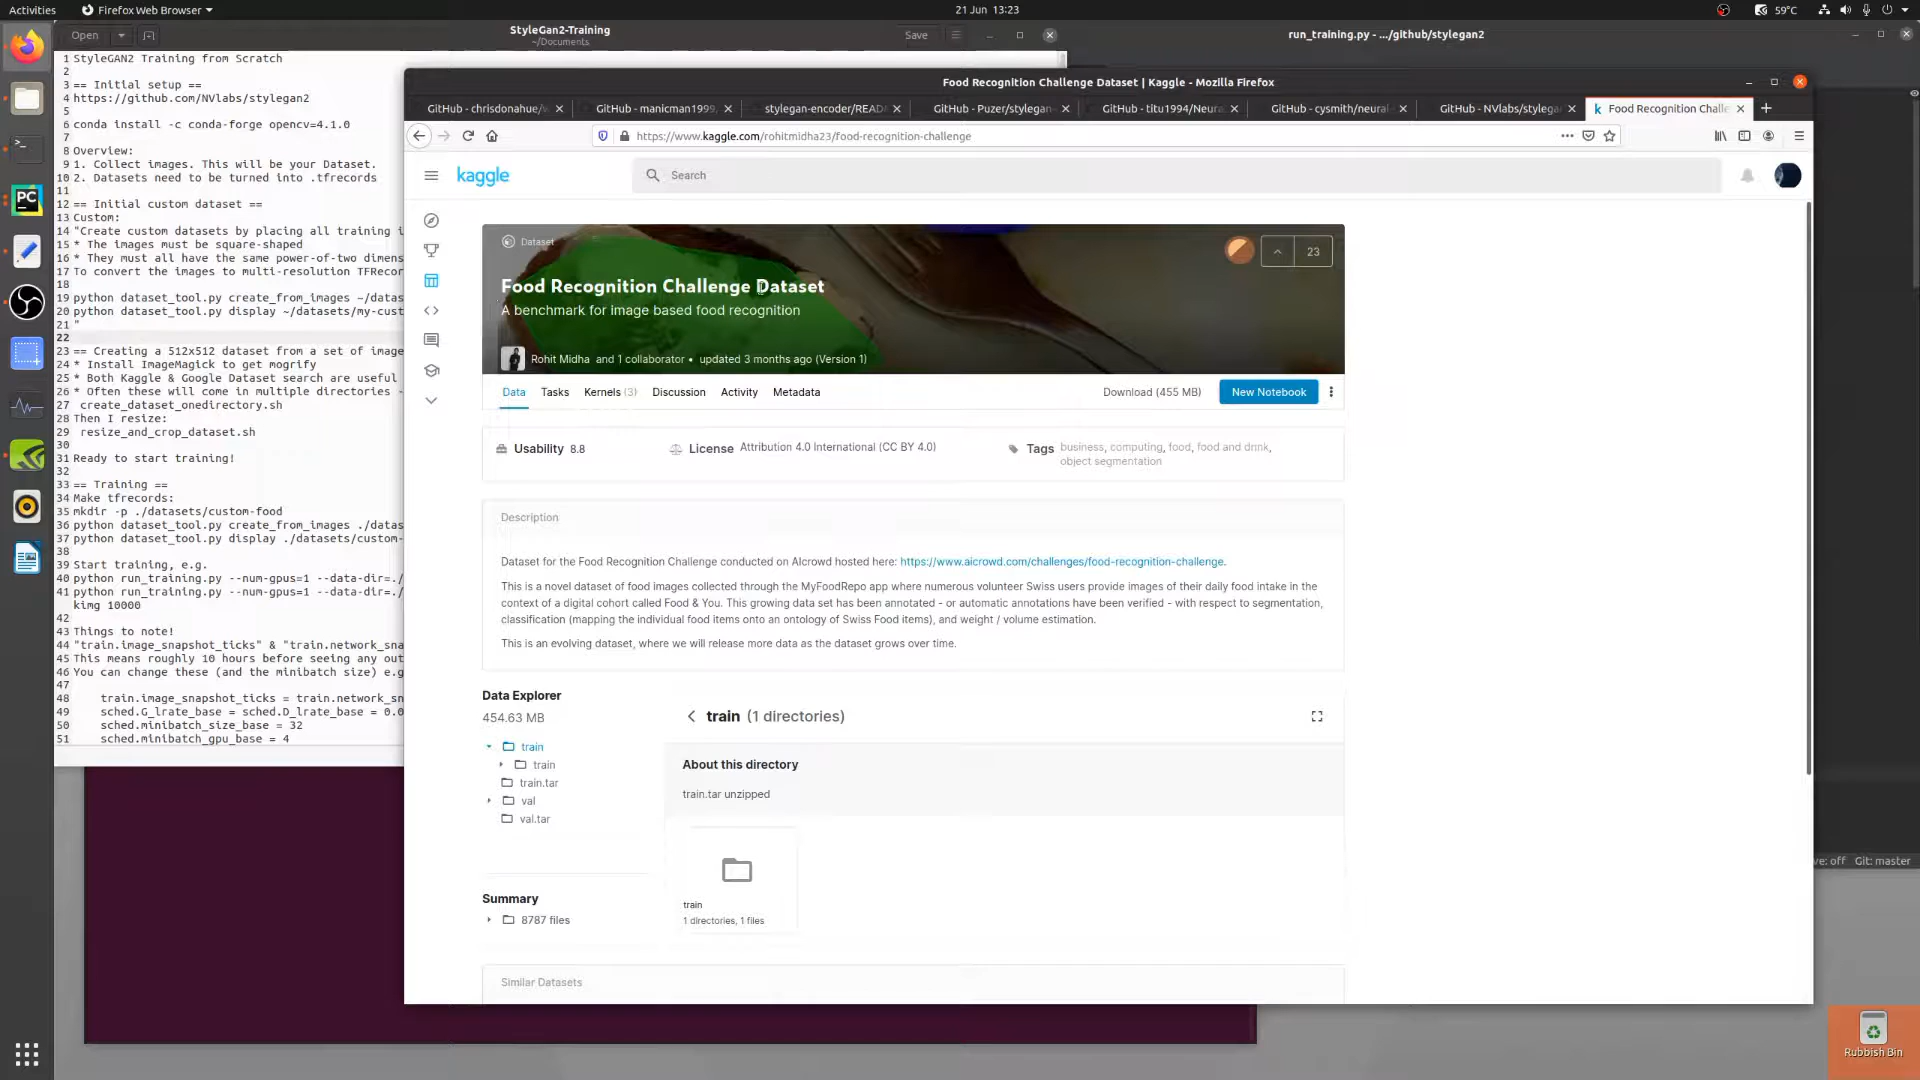 Activities
Firefox Web Browser
21 Jun 13:23
59°C
Open
StyleGan2-Training
~/Documents
Save
run_training.py - .../github/stylegan2
1 StyleGAN2 Training from Scratch
2
3 == Initial setup ==
4 https://github.com/NVlabs/stylegan2
5
6 conda install -c conda-forge opencv=4.1.0
7
8 Overview:
9 1. Collect images. This will be your Dataset.
10 2. Datasets need to be turned into .tfrecords
11
12 == Initial custom dataset ==
13 Custom:
14 "Create custom datasets by placing all training i
15 * The images must be square-shaped
16 * They must all have the same power-of-two dimens
17 To convert the images to multi-resolution TFRecor
18
19 python dataset_tool.py create_from_images ~/datas
20 python dataset_tool.py display ~/datasets/my-cust
21 "
22
23 == Creating a 512x512 dataset from a set of image
24 * Install ImageMagick to get mogrify
25 * Both Kaggle & Google Dataset search are useful
26 * Often these will come in multiple directories -
27 create_dataset_onedirectory.sh
28 Then I resize:
29 resize_and_crop_dataset.sh
30
31 Ready to start training!
32
33 == Training ==
34 Make tfrecords:
35 mkdir -p ./datasets/custom-food
36 python dataset_tool.py create_from_images ./datas
37 python dataset_tool.py display ./datasets/custom-
38
39 Start training, e.g.
40 python run_training.py --num-gpus=1 --data-dir=./
41 python run_training.py --num-gpus=1 --data-dir=./
kimg 10000
42
43 Things to note!
44 "train.image_snapshot_ticks" & "train.network_sna
45 This means roughly 10 hours before seeing any out
46 You can change these (and the minibatch size) e.g
47
48 train.image_snapshot_ticks = train.network_sn
49 sched.G_lrate_base = sched.D_lrate_base = 0.0
50 sched.minibatch_size_base = 32
51 sched.minibatch_gpu_base = 4
Food Recognition Challenge Dataset | Kaggle - Mozilla Firefox
GitHub - chrisdonahue/
GitHub - manicman1999
stylegan-encoder/READ
GitHub - Puzer/stylegan-
GitHub - titu1994/Neura
GitHub - cysmith/neural-
GitHub - NVlabs/stylega
Food Recognition Challe
https://www.kaggle.com/rohitmidha23/food-recognition-challenge
kaggle
Search
Dataset
23
Food Recognition Challenge Dataset
A benchmark for image based food recognition
Rohit Midha and 1 collaborator • updated 3 months ago (Version 1)
Data
Tasks
Kernels (3)
Discussion
Activity
Metadata
Download (455 MB)
New Notebook
Usability 8.8
License Attribution 4.0 International (CC BY 4.0)
Tags business, computing, food, food and drink,
object segmentation
Description
Dataset for the Food Recognition Challenge conducted on AIcrowd hosted here: https://www.aicrowd.com/challenges/food-recognition-challenge.
This is a novel dataset of food images collected through the MyFoodRepo app where numerous volunteer Swiss users provide images of their daily food intake in the
context of a digital cohort called Food & You. This growing data set has been annotated - or automatic annotations have been verified - with respect to segmentation,
classification (mapping the individual food items onto an ontology of Swiss Food items), and weight / volume estimation.
This is an evolving dataset, where we will release more data as the dataset grows over time.
Data Explorer
454.63 MB
train
train
train.tar
val
val.tar
Summary
8787 files
train (1 directories)
About this directory
train.tar unzipped
train
1 directories, 1 files
Similar Datasets
ve: off Git: master
Rubbish Bin
PC